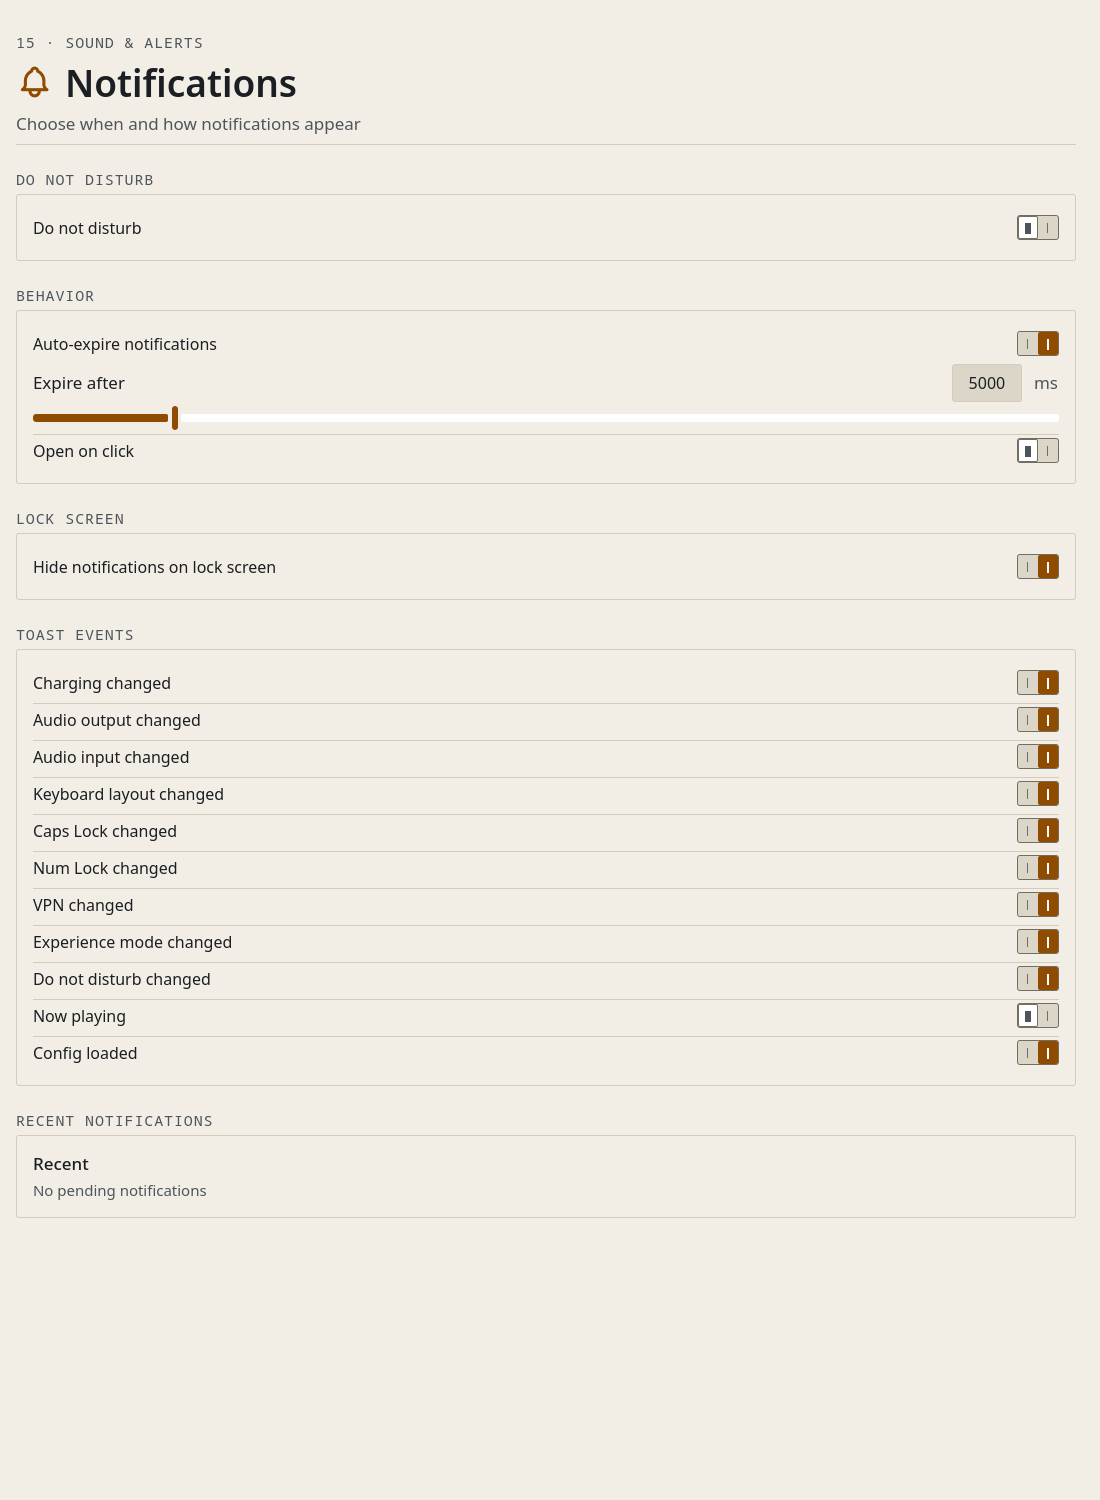 15 · SOUND & ALERTS
Notifications
Choose when and how notifications appear
DO NOT DISTURB
Do not disturb
BEHAVIOR
Auto-expire notifications
Expire after 5000 ms
Open on click
LOCK SCREEN
Hide notifications on lock screen
TOAST EVENTS
Charging changed
Audio output changed
Audio input changed
Keyboard layout changed
Caps Lock changed
Num Lock changed
VPN changed
Experience mode changed
Do not disturb changed
Now playing
Config loaded
RECENT NOTIFICATIONS
Recent
No pending notifications